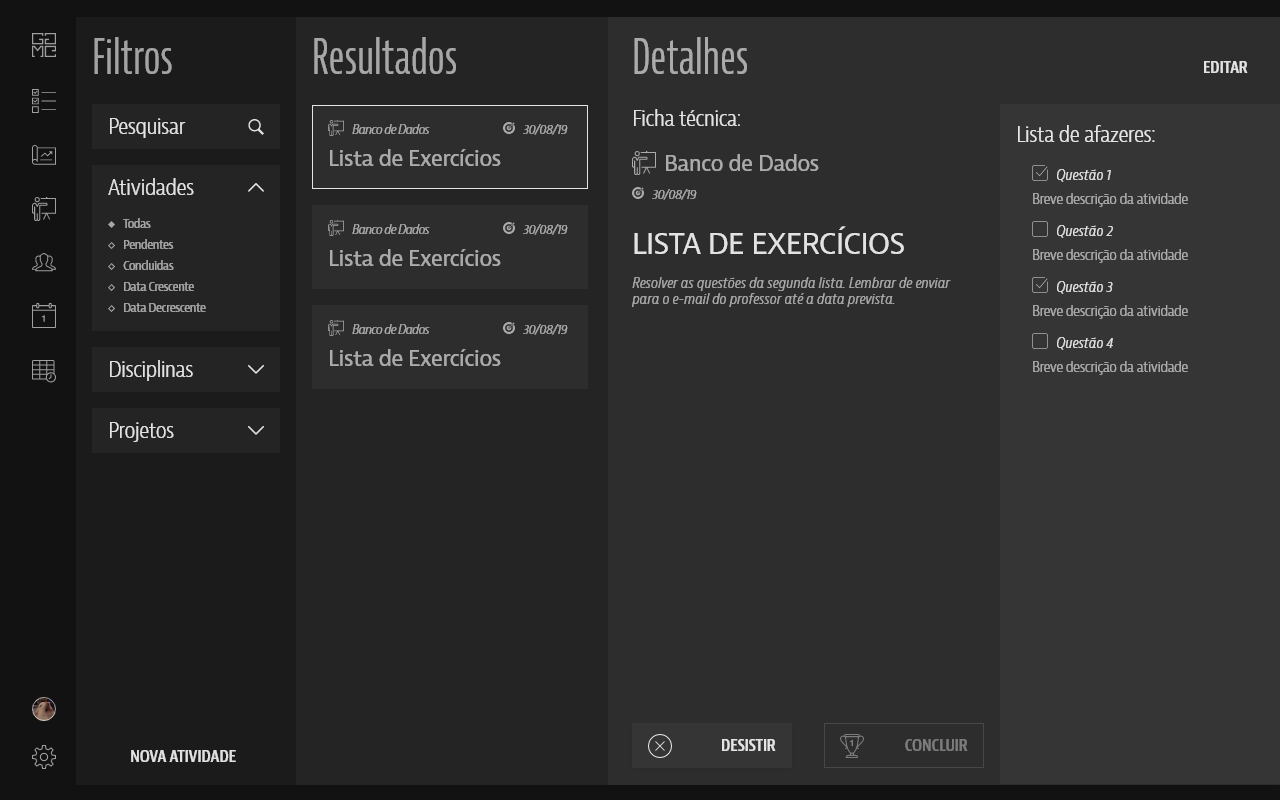 Filtros
Pesquisar
Atividades
Todas
Pendentes
Concluidas
Data Crescente
Data Decrescente
Disciplinas
Projetos
NOVA ATIVIDADE
1
Resultados
Banco de Dados 30/08/19
Lista de Exercícios
Banco de Dados 30/08/19
Lista de Exercícios
Banco de Dados 30/08/19
Lista de Exercícios
Detalhes
EDITAR
Ficha técnica:
Banco de Dados
30/08/19
LISTA DE EXERCÍCIOS
Resolver as questões da segunda lista. Lembrar de enviar
para o e-mail do professor até a data prevista.
DESISTIR
1
CONCLUIR
Lista de afazeres:
Questão 1
Breve descrição da atividade
Questão 2
Breve descrição da atividade
Questão 3
Breve descrição da atividade
Questão 4
Breve descrição da atividade